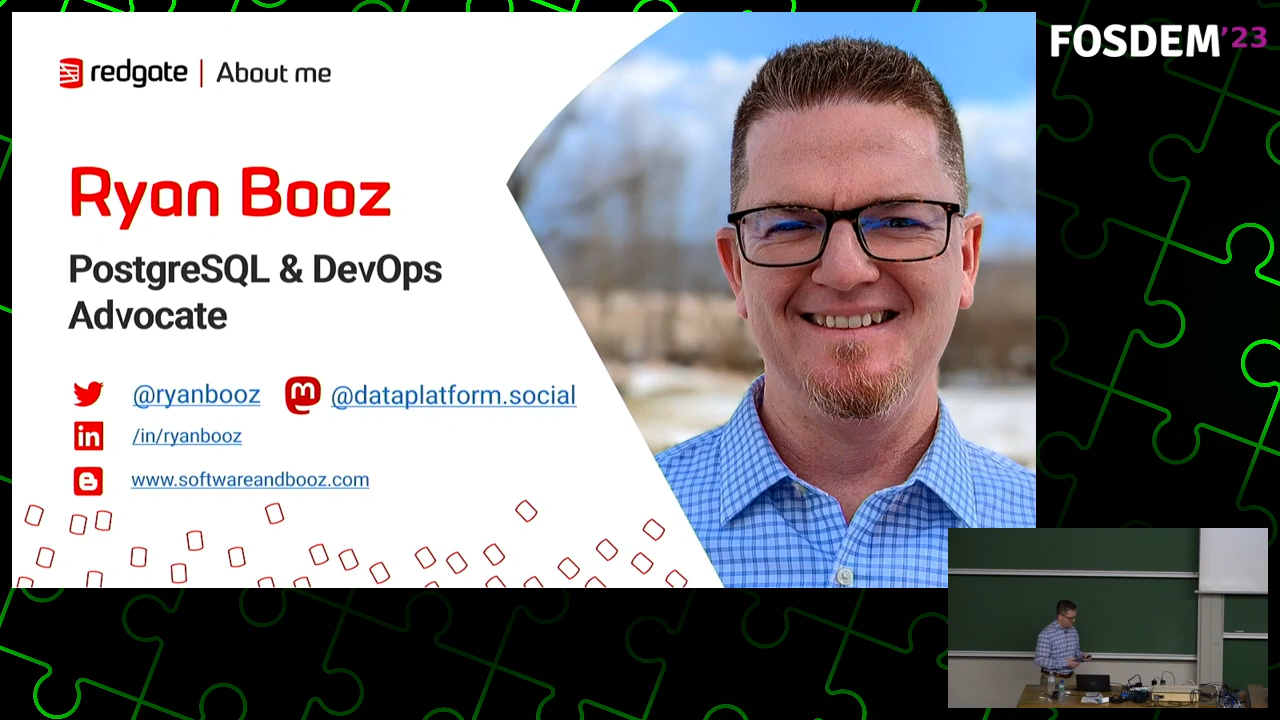 redgate | About me
FOSDEM'23
Ryan Booz
PostgreSQL & DevOps
Advocate
@ryanbooz @dataplatform.social
/in/ryanbooz
www.softwareandbooz.com